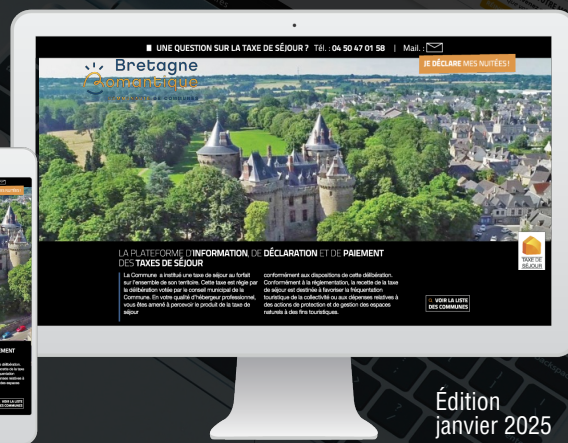 UNE QUESTION SUR LA TAXE DE SÉJOUR ? Tél. : 04 50 47 01 58 | Mail. :
Bretagne
Romantique
JE DÉCLARE MES NUITÉES !
LA PLATEFORME D'INFORMATION, DE DÉCLARATION ET DE PAIEMENT
DES TAXES DE SÉJOUR
La Commune a institué une taxe de séjour au forfait
sur l'ensemble de son territoire. Cette taxe est régie par
la délibération votée par le conseil municipal de la
Commune. En votre qualité d'hébergeur professionnel,
vous êtes amené à percevoir le produit de la taxe de
séjour
conformément aux dispositions de cette délibération.
Conformément à la réglementation, la recette de la taxe
de séjour est destinée à favoriser la fréquentation
touristique de la collectivité ou aux dépenses relatives à
des actions de protection et de gestion des espaces
naturels à des fins touristiques.
TAXE DE
SÉJOUR
VOIR LA LISTE
DES COMMUNES
Édition
janvier 2025